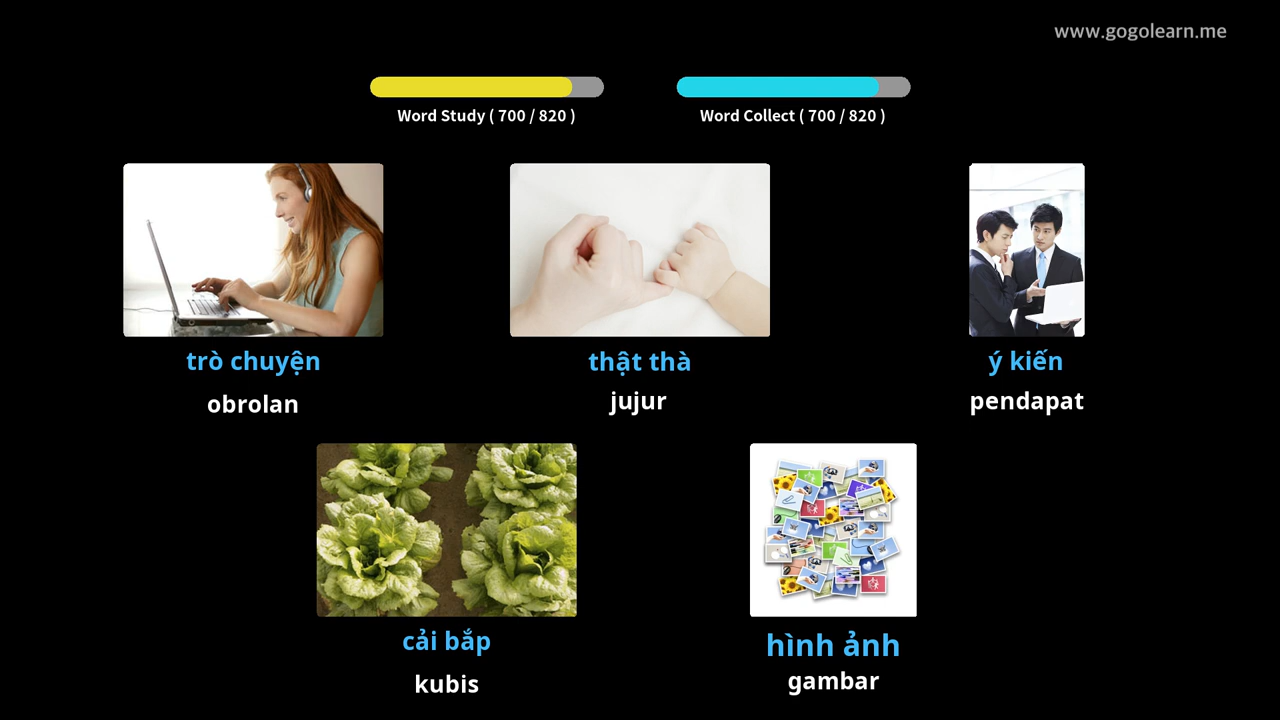 www.gogolearn.me
Word Study ( 700 / 820 )
Word Collect ( 700 / 820 )
trò chuyện
obrolan
thật thà
jujur
ý kiến
pendapat
cải bắp
kubis
hình ảnh
gambar